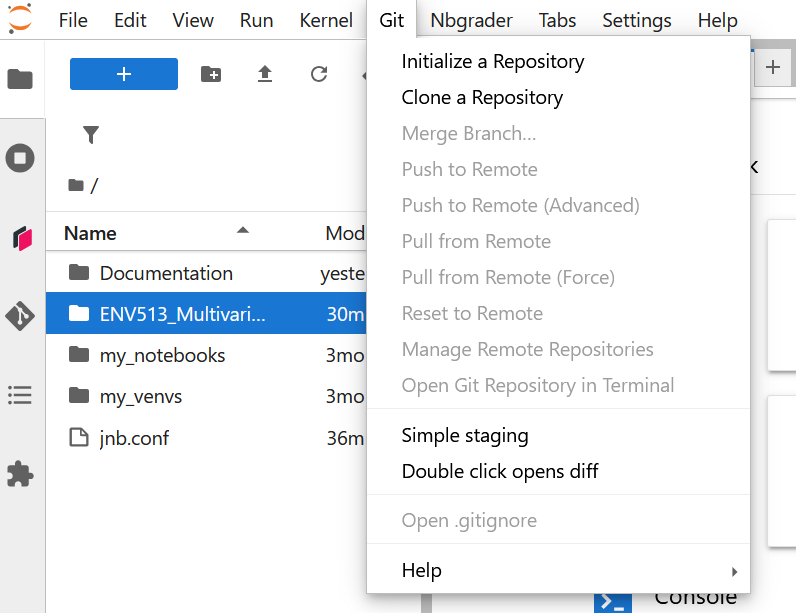 File Edit View Run Kernel Git Nbgrader Tabs Settings Help
/
Name
Mod
Documentation yeste
ENV513_Multivari... 30m
my_notebooks 3mo
my_venvs 3mo
jnb.conf 36m
Initialize a Repository
Clone a Repository
Merge Branch...
Push to Remote
Push to Remote (Advanced)
Pull from Remote
Pull from Remote (Force)
Reset to Remote
Manage Remote Repositories
Open Git Repository in Terminal
Simple staging
Double click opens diff
Open .gitignore
Help
Console